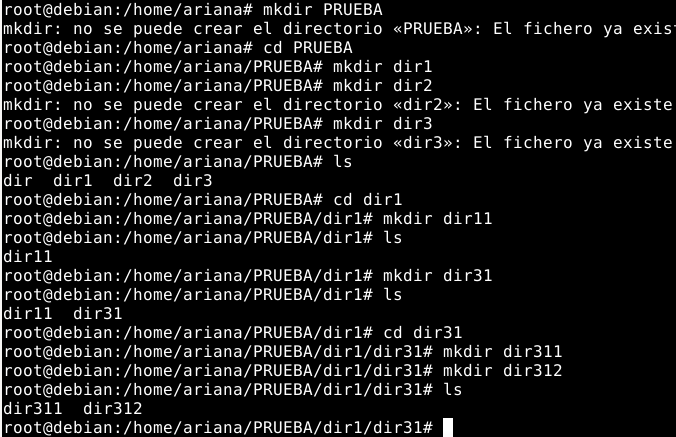 root@debian:/home/ariana# mkdir PRUEBA
mkdir: no se puede crear el directorio «PRUEBA»: El fichero ya exist
root@debian:/home/ariana# cd PRUEBA
root@debian:/home/ariana/PRUEBA# mkdir dir1
root@debian:/home/ariana/PRUEBA# mkdir dir2
mkdir: no se puede crear el directorio «dir2»: El fichero ya existe
root@debian:/home/ariana/PRUEBA# mkdir dir3
mkdir: no se puede crear el directorio «dir3»: El fichero ya existe
root@debian:/home/ariana/PRUEBA# ls
dir  dir1  dir2  dir3
root@debian:/home/ariana/PRUEBA# cd dir1
root@debian:/home/ariana/PRUEBA/dir1# mkdir dir11
root@debian:/home/ariana/PRUEBA/dir1# ls
dir11
root@debian:/home/ariana/PRUEBA/dir1# mkdir dir31
root@debian:/home/ariana/PRUEBA/dir1# ls
dir11  dir31
root@debian:/home/ariana/PRUEBA/dir1# cd dir31
root@debian:/home/ariana/PRUEBA/dir1/dir31# mkdir dir311
root@debian:/home/ariana/PRUEBA/dir1/dir31# mkdir dir312
root@debian:/home/ariana/PRUEBA/dir1/dir31# ls
dir311  dir312
root@debian:/home/ariana/PRUEBA/dir1/dir31#